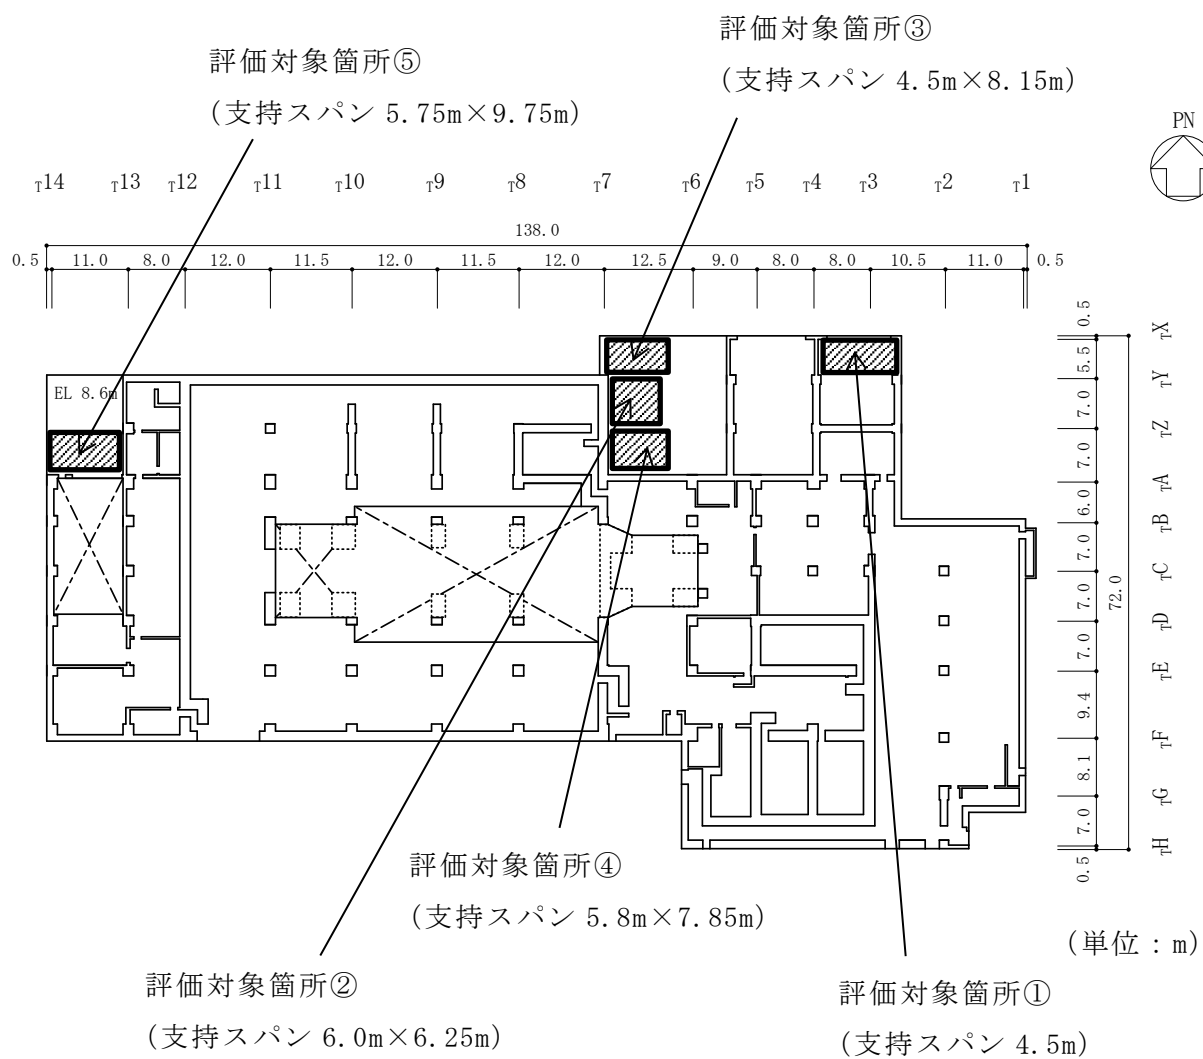 評価対象箇所③
(支持スパン 4.5m×8.15m)
評価対象箇所⑤
(支持スパン 5.75m×9.75m)
PN
T14 T13 T12 T11 T10 T9 T8 T7 T6 T5 T4 T3 T2 T1
138.0
0.5 11.0 8.0 12.0 11.5 12.0 11.5 12.0 12.5 9.0 8.0 8.0 10.5 11.0 0.5
EL 8.6m
TX
TY
TZ
TA
TB
TC
TD
TE
TF
TG
TH
0.5
5.5
7.0
7.0
6.0
7.0
7.0
7.0
9.4
8.1
7.0
0.5
72.0
評価対象箇所④
(支持スパン 5.8m×7.85m)
(単位:m)
評価対象箇所②
(支持スパン 6.0m×6.25m)
評価対象箇所①
(支持スパン 4.5m)